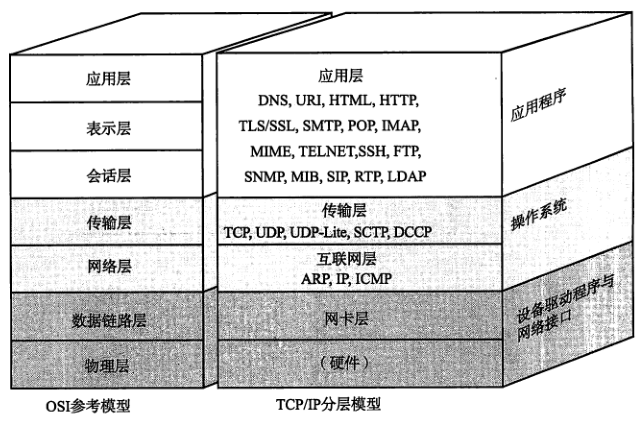 应用层
表示层
会话层
传输层
网络层
数据链路层
物理层
OSI参考模型
应用层
DNS, URI, HTML, HTTP,
TLS/SSL, SMTP, POP, IMAP,
MIME, TELNET,SSH, FTP,
SNMP, MIB, SIP, RTP, LDAP
传输层
TCP, UDP, UDP-Lite, SCTP, DCCP
互联网层
ARP, IP, ICMP
网卡层
（硬件）
TCP/IP分层模型
应用程序
操作系统
设备驱动程序与
网络接口